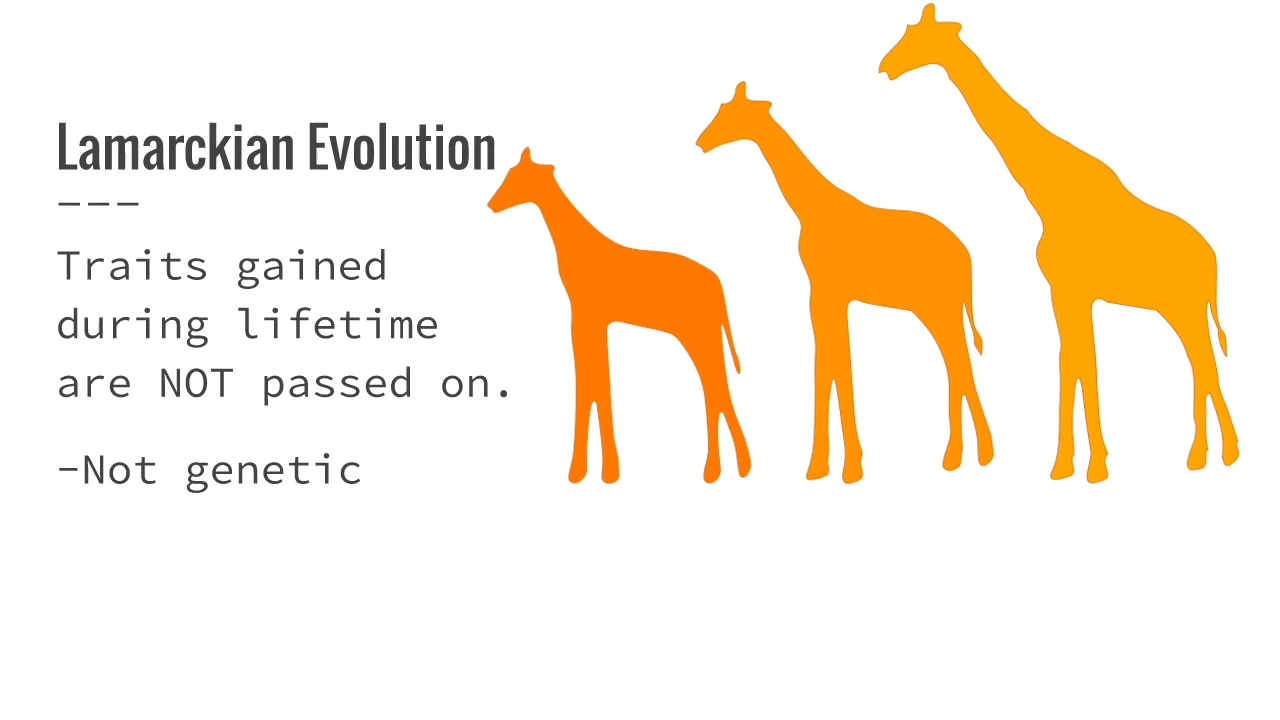 Lamarckian Evolution
---
Traits gained
during lifetime
are NOT passed on.
-Not genetic